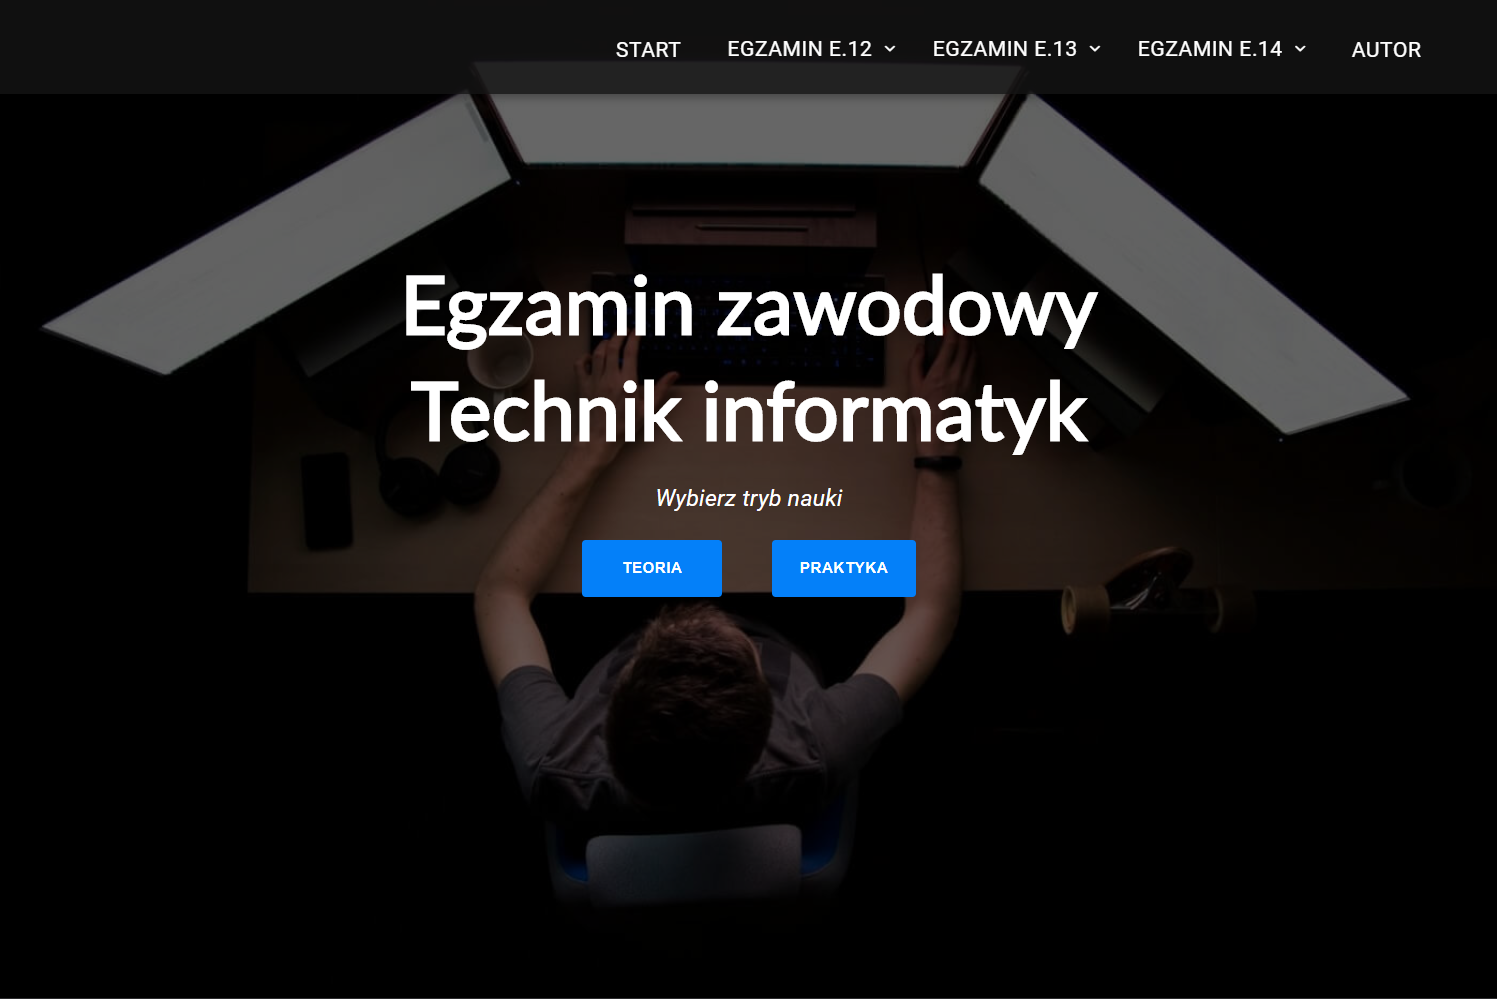 START EGZAMIN E.12 EGZAMIN E.13 EGZAMIN E.14 AUTOR
Egzamin zawodowy
Technik informatyk
Wybierz tryb nauki
TEORIA PRAKTYKA